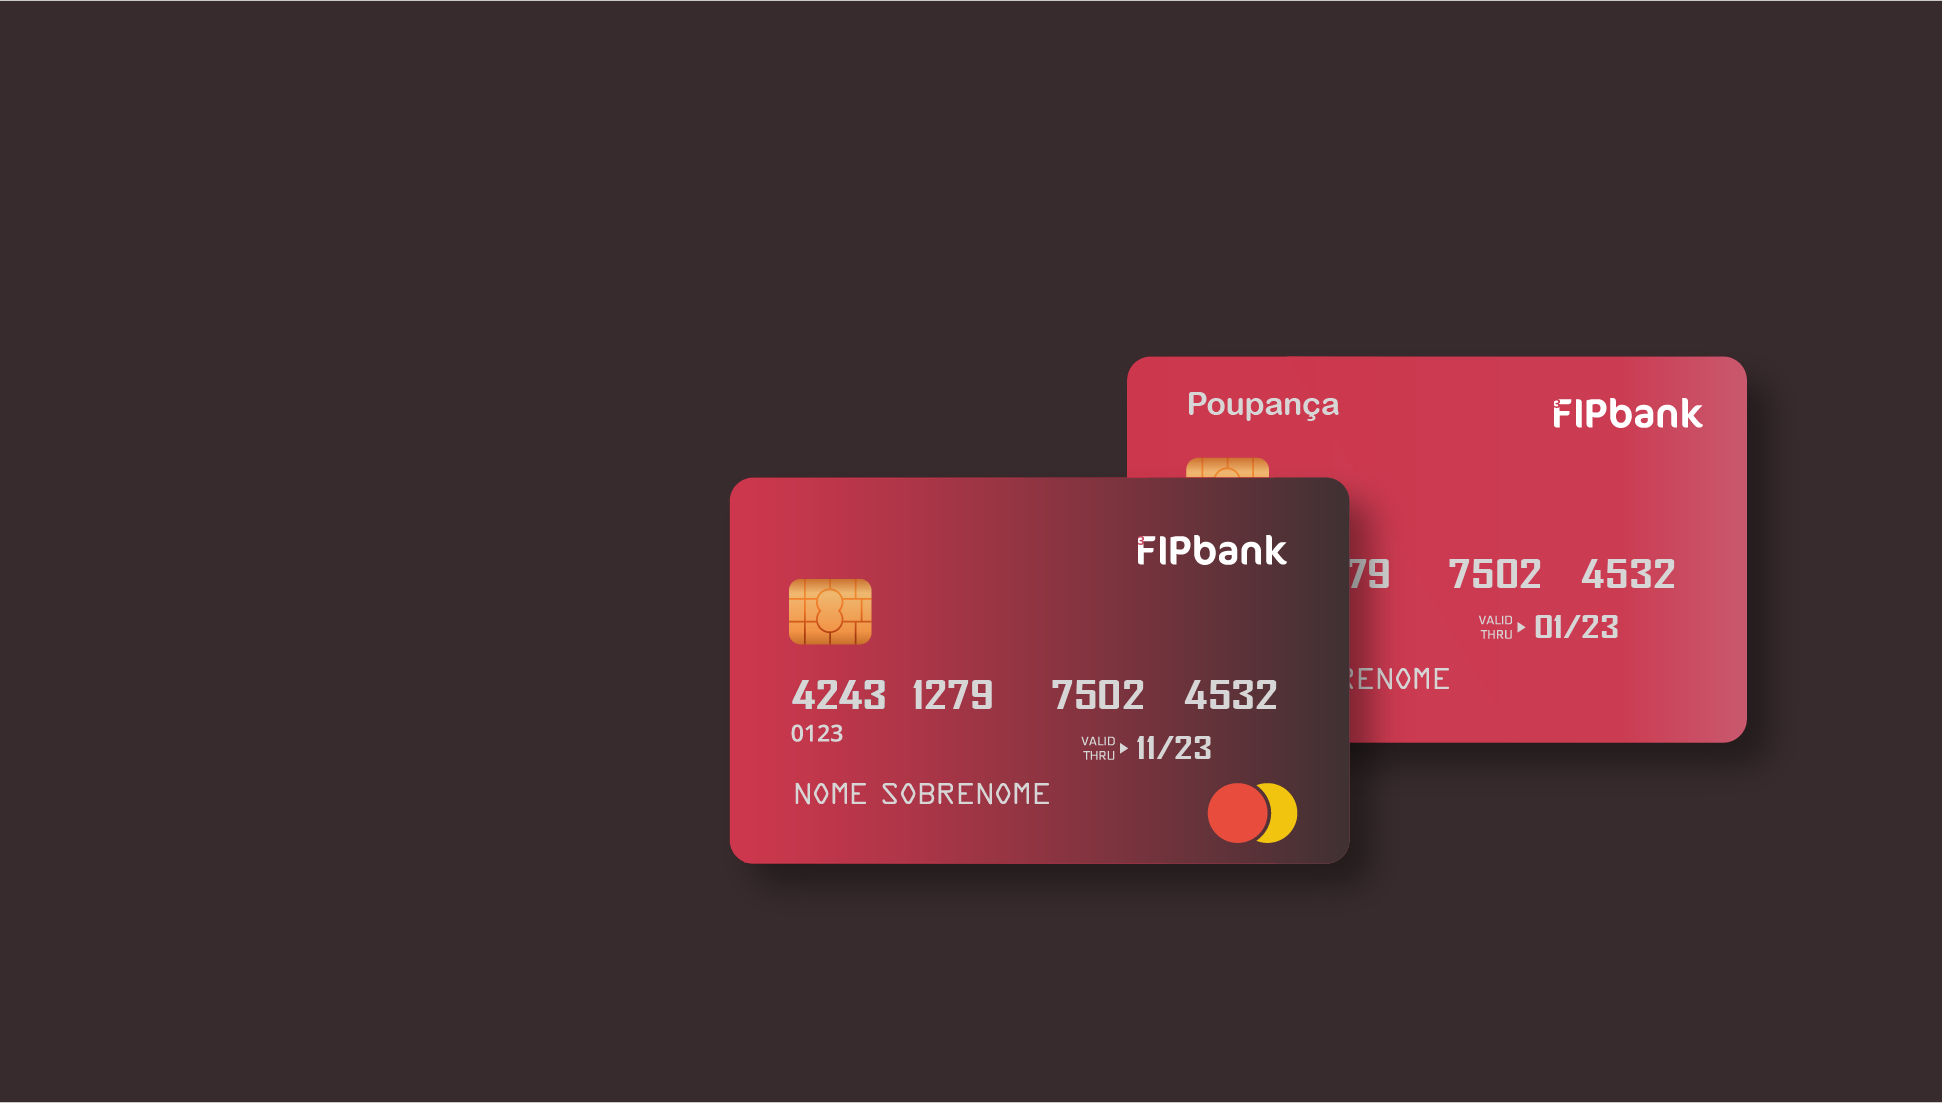 Poupança
FIPbank
79 7502 4532
VALID
THRU
01/23
RENOME
FIPbank
4243 1279 7502 4532
0123
VALID
THRU
11/23
NOME SOBRENOME